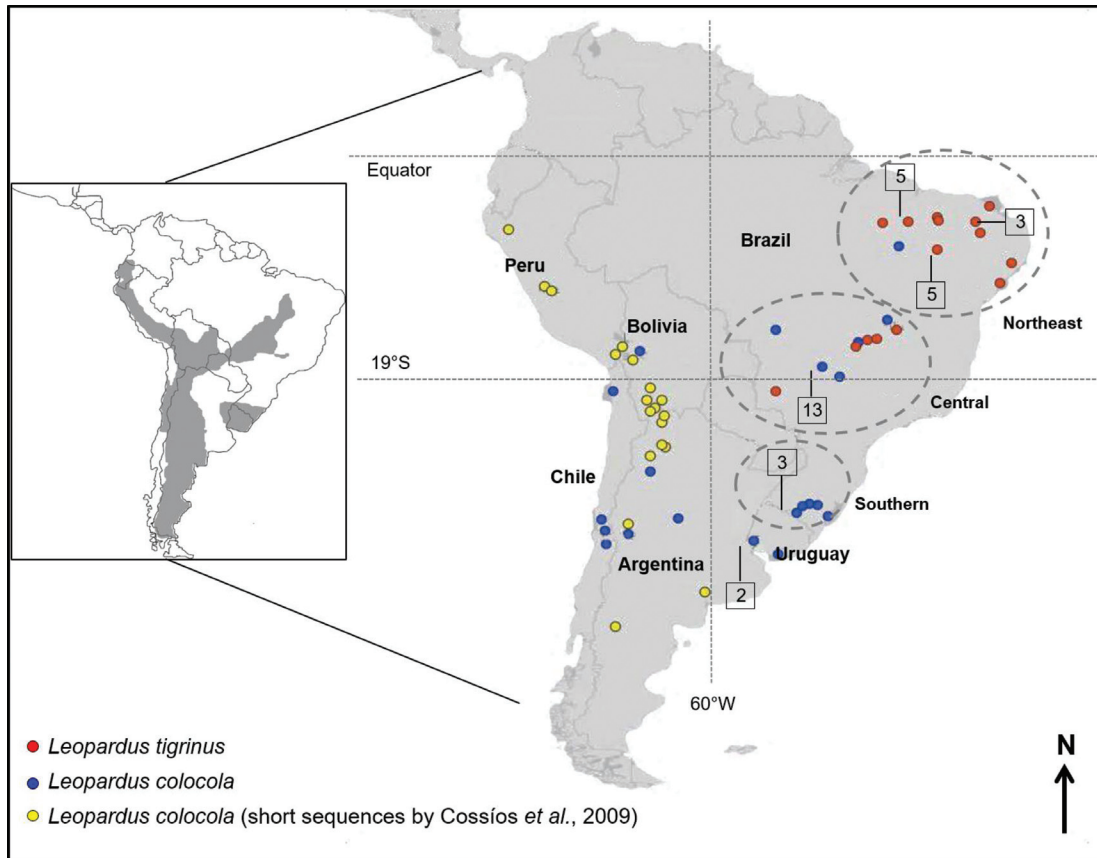 Equator
5
3
Brazil
Peru
5
Northeast
Bolivia
19°S
13
Central
3
Chile
Southern
Argentina
Uruguay
2
60°W
Leopardus tigrinus
Leopardus colocola
Leopardus colocola (short sequences by Cossíos et al., 2009)
N